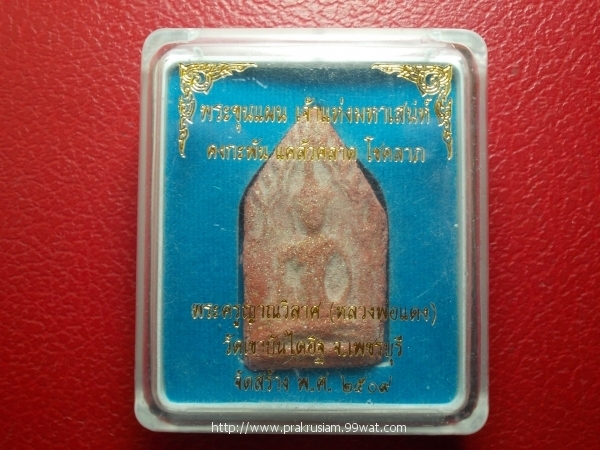 พระขุนแผน เจ้าแห่งมหาเสน่ห์
คงกะพัน แคล้วคลาด โชคลาภ
พระครูญาณวิลาศ (หลวงพ่อแดง)
วัดเขาบันไดอิฐ จ.เพชรบุรี
จัดสร้าง พ.ศ. ๒๕๑๙
http://www.prakrusiam.99wat.com/